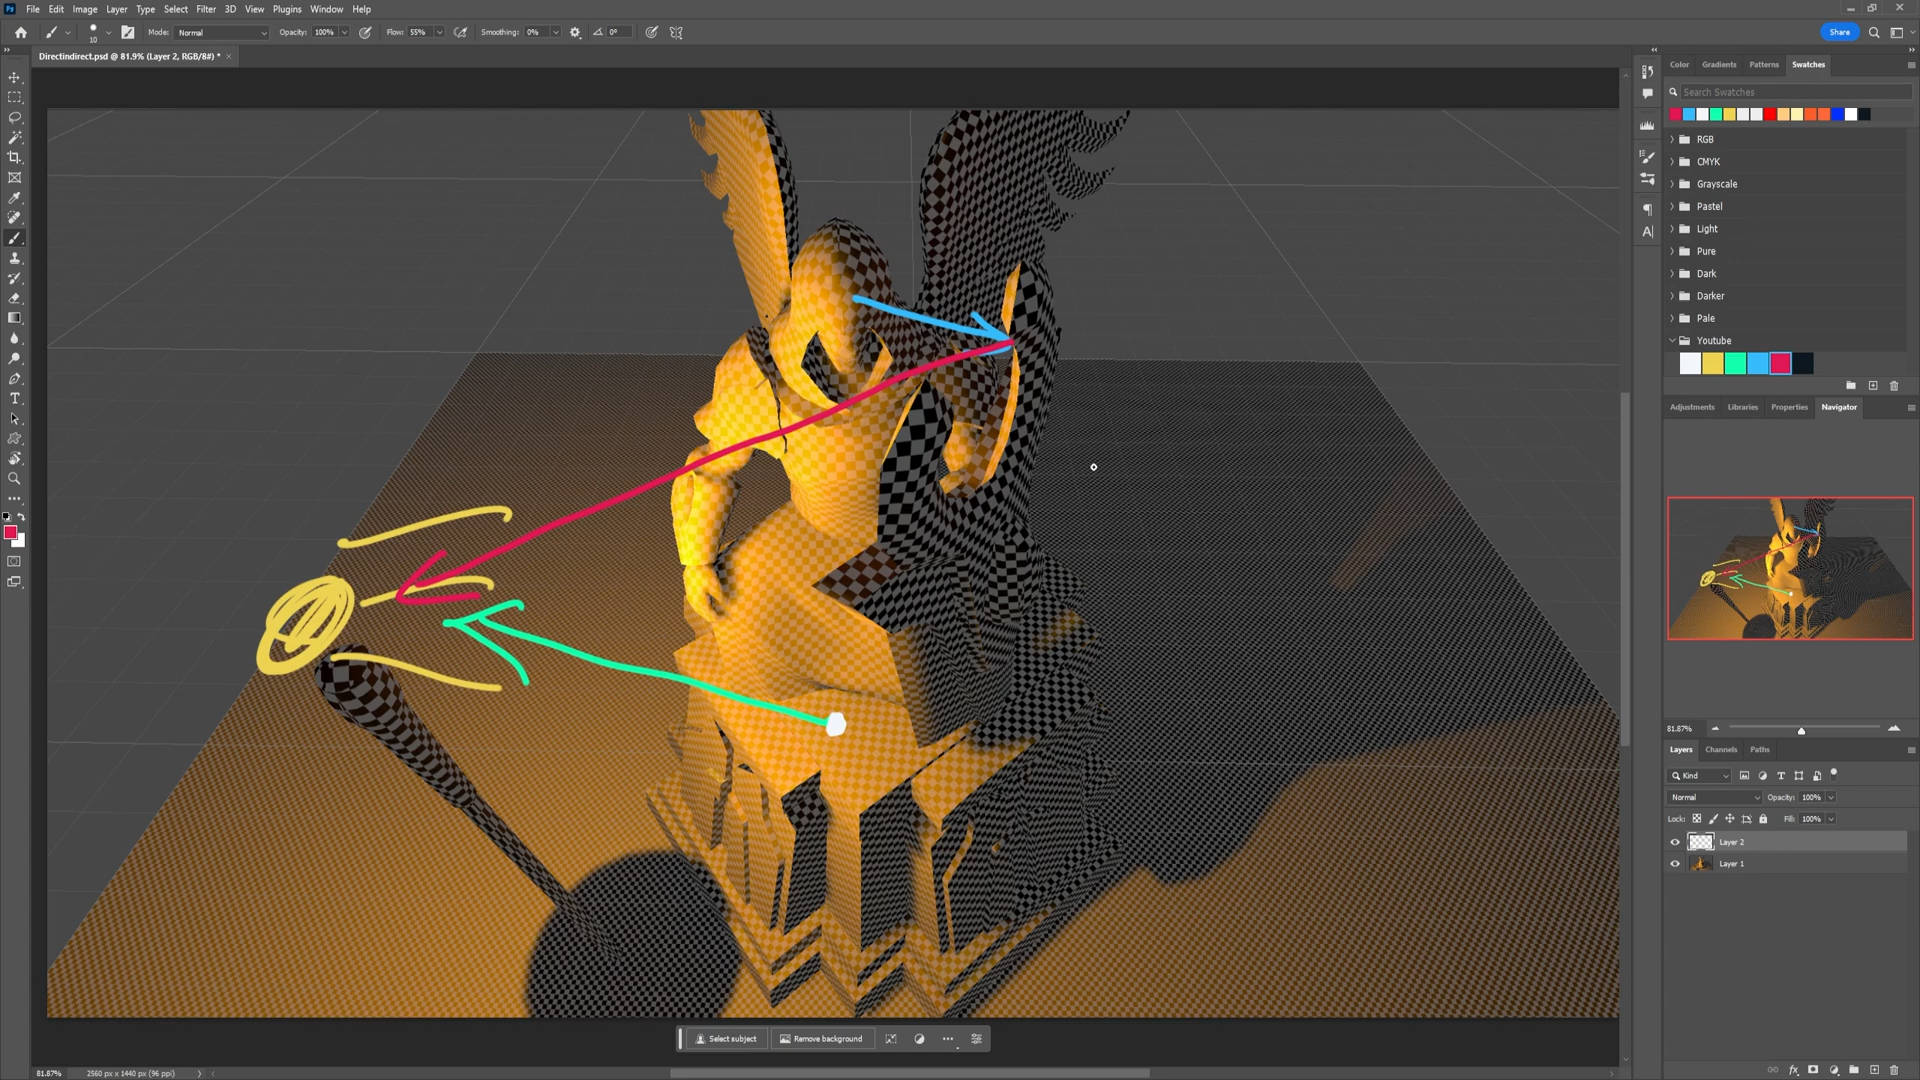 Ps File Edit Image Layer Type Select Filter 3D View Plugins Window Help
10 Mode: Normal Opacity: 100% Flow: 55% Smoothing: 0% 0° Share
Directindirect.psd @ 81.9% (Layer 2, RGB/8#) *
Color Gradients Patterns Swatches
Search Swatches
RGB
CMYK
Grayscale
Pastel
Light
Pure
Dark
Darker
Pale
Youtube
Adjustments Libraries Properties Navigator
81.87%
Layers Channels Paths
Kind
Normal Opacity: 100%
Lock: Fill: 100%
Layer 2
Layer 1
Select subject Remove background
81.87% 2560 px x 1440 px (96 ppi)